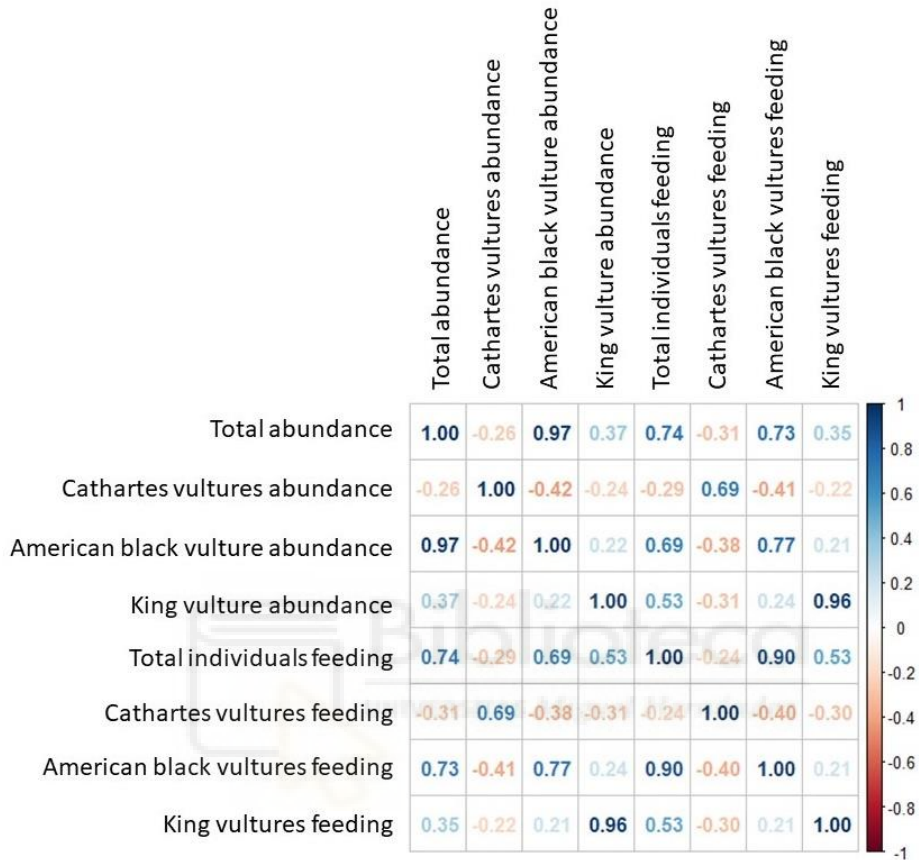 Total abundance
Cathartes vultures abundance
American black vulture abundance
King vulture abundance
Total individuals feeding
Cathartes vultures feeding
American black vultures feeding
King vultures feeding
Total abundance 1.00 -0.26 0.97 0.37 0.74 -0.31 0.73 0.35
Cathartes vultures abundance -0.26 1.00 -0.42 -0.24 -0.29 0.69 -0.41 -0.22
American black vulture abundance 0.97 -0.42 1.00 0.22 0.69 -0.38 0.77 0.21
King vulture abundance 0.37 -0.24 0.22 1.00 0.53 -0.31 0.24 0.96
Total individuals feeding 0.74 -0.29 0.69 0.53 1.00 -0.24 0.90 0.53
Cathartes vultures feeding -0.31 0.69 -0.38 -0.31 -0.24 1.00 -0.40 -0.30
American black vultures feeding 0.73 -0.41 0.77 0.24 0.90 -0.40 1.00 0.21
King vultures feeding 0.35 -0.22 0.21 0.96 0.53 -0.30 0.21 1.00
1
0.8
0.6
0.4
0.2
0
-0.2
-0.4
-0.6
-0.8
-1
Biblioteca